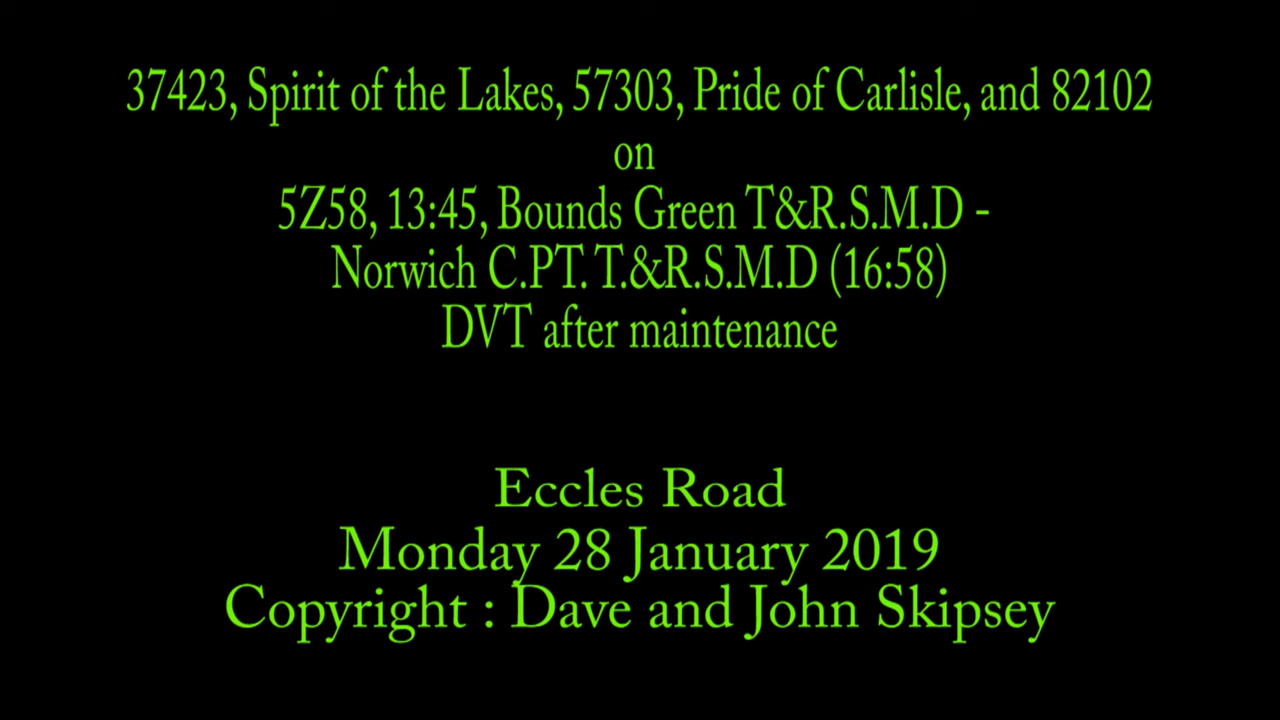 37423, Spirit of the Lakes, 57303, Pride of Carlisle, and 82102
on
5Z58, 13:45, Bounds Green T&R.S.M.D -
Norwich C.PT. T.&R.S.M.D (16:58)
DVT after maintenance
Eccles Road
Monday 28 January 2019
Copyright : Dave and John Skipsey